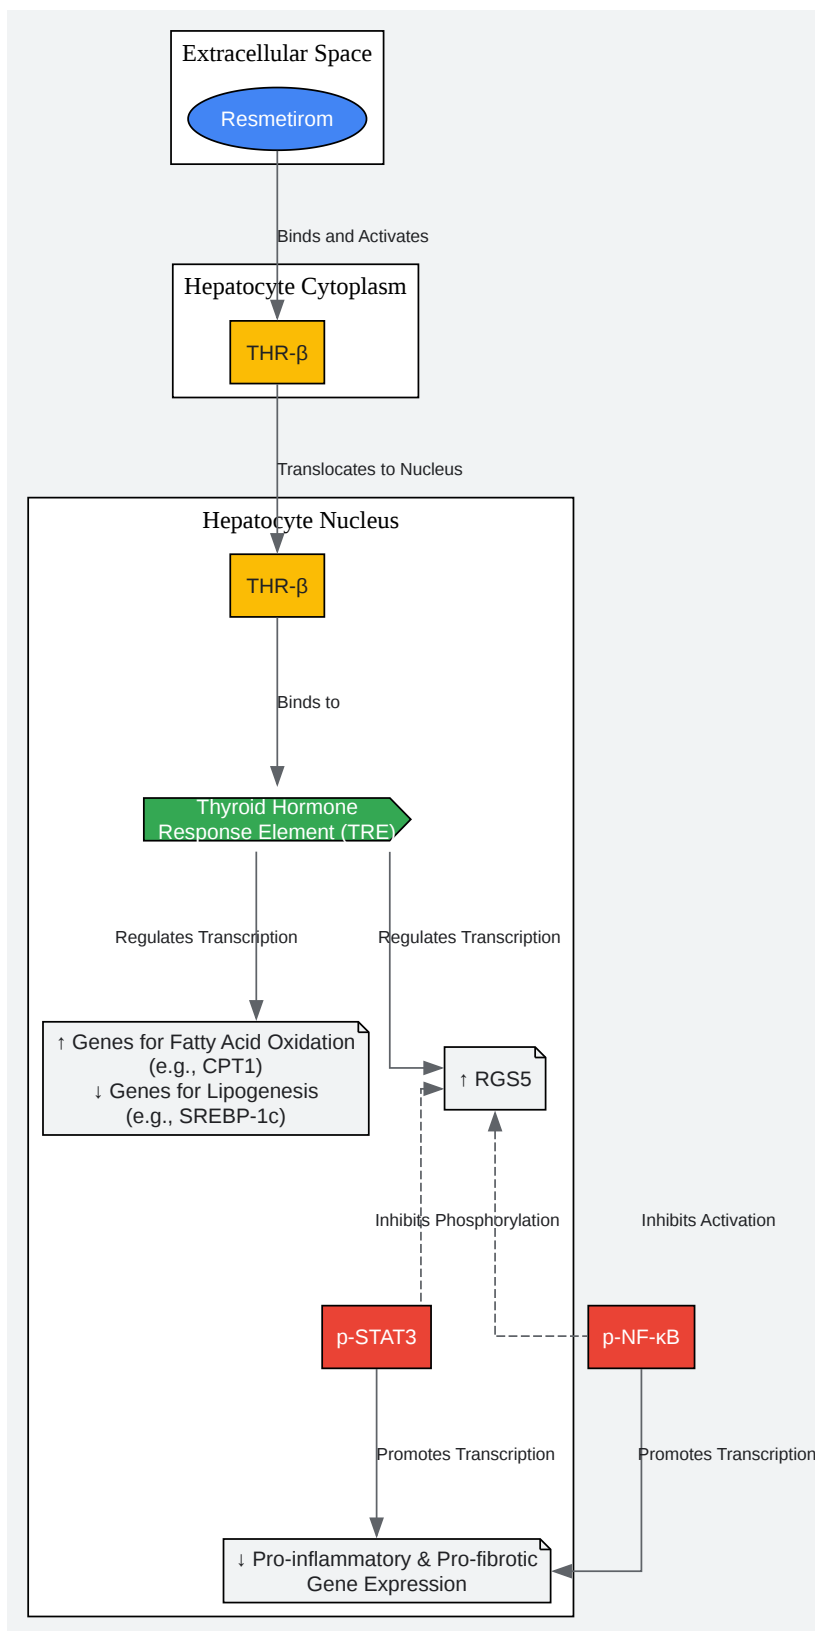 Extracellular Space
Resmetirom
Binds and Activates
Hepatocyte Cytoplasm
THR-β
Translocates to Nucleus
Hepatocyte Nucleus
THR-β
Binds to
Thyroid Hormone
Response Element (TRE)
Regulates Transcription
Regulates Transcription
↑ Genes for Fatty Acid Oxidation
(e.g., CPT1)
↓ Genes for Lipogenesis
(e.g., SREBP-1c)
↑ RGS5
Inhibits Phosphorylation
Inhibits Activation
p-STAT3
p-NF-κB
Promotes Transcription
Promotes Transcription
↓ Pro-inflammatory & Pro-fibrotic
Gene Expression